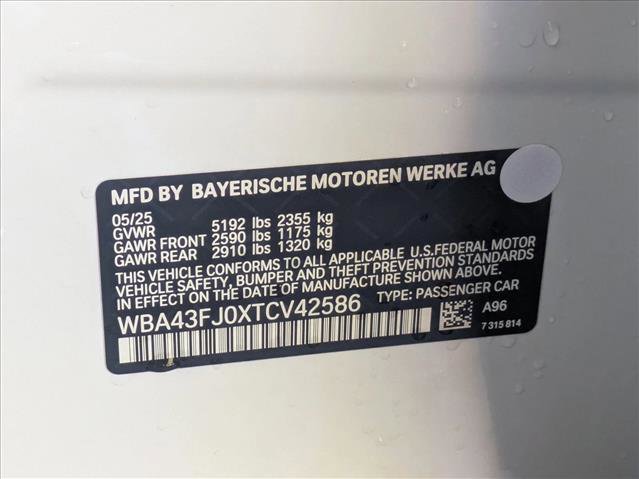 MFD BY BAYERISCHE MOTOREN WERKE AG
05/25
GVWR 5192 lbs 2355 kg
GAWR FRONT 2590 lbs 1175 kg
GAWR REAR 2910 lbs 1320 kg
THIS VEHICLE CONFORMS TO ALL APPLICABLE U.S.FEDERAL MOTOR
VEHICLE SAFETY, BUMPER, AND THEFT PREVENTION STANDARDS
IN EFFECT ON THE DATE OF MANUFACTURE SHOWN ABOVE.
WBA43FJ0XTCV42586 TYPE: PASSENGER CAR
A96
7 315 814